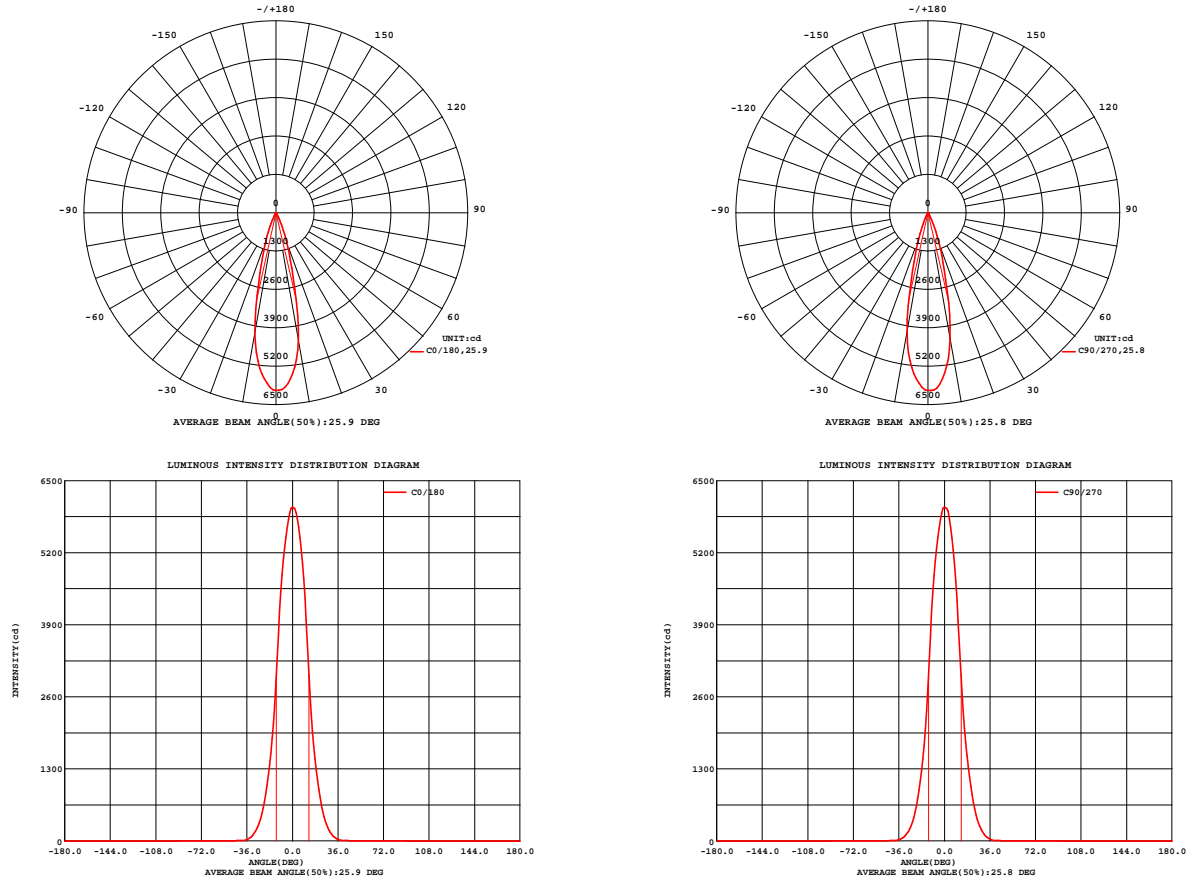 -/+180
-150 150
-120 120
-90 90
-60 60
-30 30
0
0
1300
2600
3900
5200
6500
UNIT:cd
C0/180,25.9
AVERAGE BEAM ANGLE(50%):25.9 DEG
-/+180
-150 150
-120 120
-90 90
-60 60
-30 30
0
0
1300
2600
3900
5200
6500
UNIT:cd
C90/270,25.8
AVERAGE BEAM ANGLE(50%):25.8 DEG
LUMINOUS INTENSITY DISTRIBUTION DIAGRAM
C0/180
INTENSITY(cd)
6500
5200
3900
2600
1300
0
-180.0 -144.0 -108.0 -72.0 -36.0 0.0 36.0 72.0 108.0 144.0 180.0
ANGLE(DEG)
AVERAGE BEAM ANGLE(50%):25.9 DEG
LUMINOUS INTENSITY DISTRIBUTION DIAGRAM
C90/270
INTENSITY(cd)
6500
5200
3900
2600
1300
0
-180.0 -144.0 -108.0 -72.0 -36.0 0.0 36.0 72.0 108.0 144.0 180.0
ANGLE(DEG)
AVERAGE BEAM ANGLE(50%):25.8 DEG